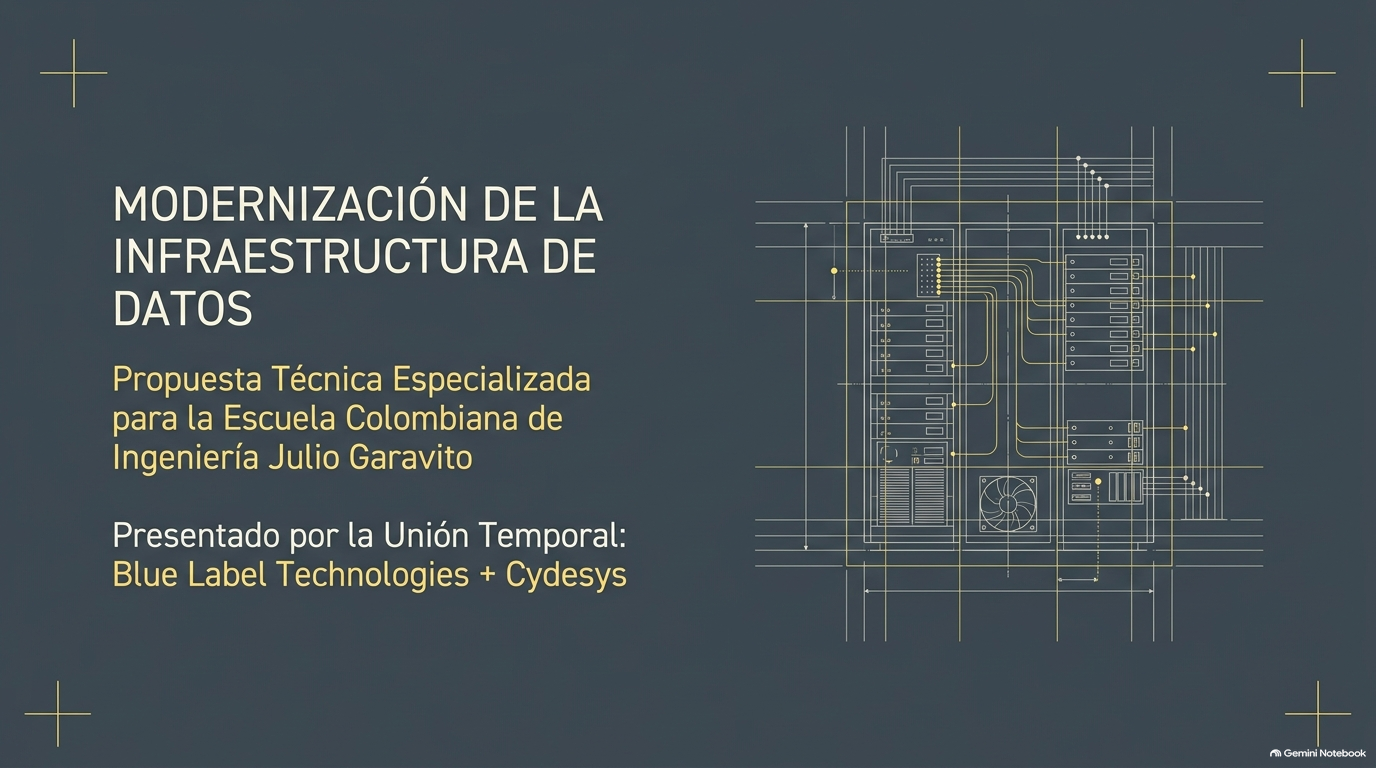 MODERNIZACIÓN DE LA
INFRAESTRUCTURA DE
DATOS
Propuesta Técnica Especializada
para la Escuela Colombiana de
Ingeniería Julio Garavito
Presentado por la Unión Temporal:
Blue Label Technologies + Cydesys
Gemini Notebook